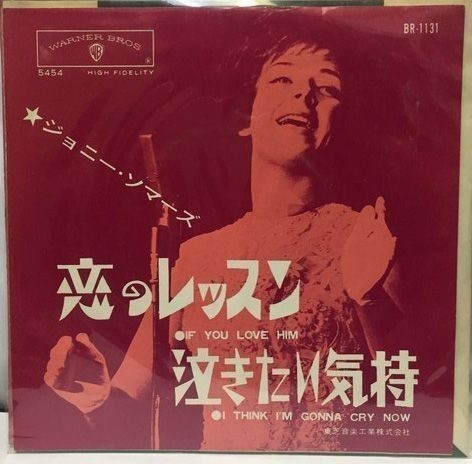 WARNER BROS
WB
®
5454 HIGH FIDELITY
BR-1131
★ジョニー・ソマーズ
恋のレッスン
●IF YOU LOVE HIM
泣きたい気持
●I THINK I'M GONNA CRY NOW
東芝音楽工業株式会社